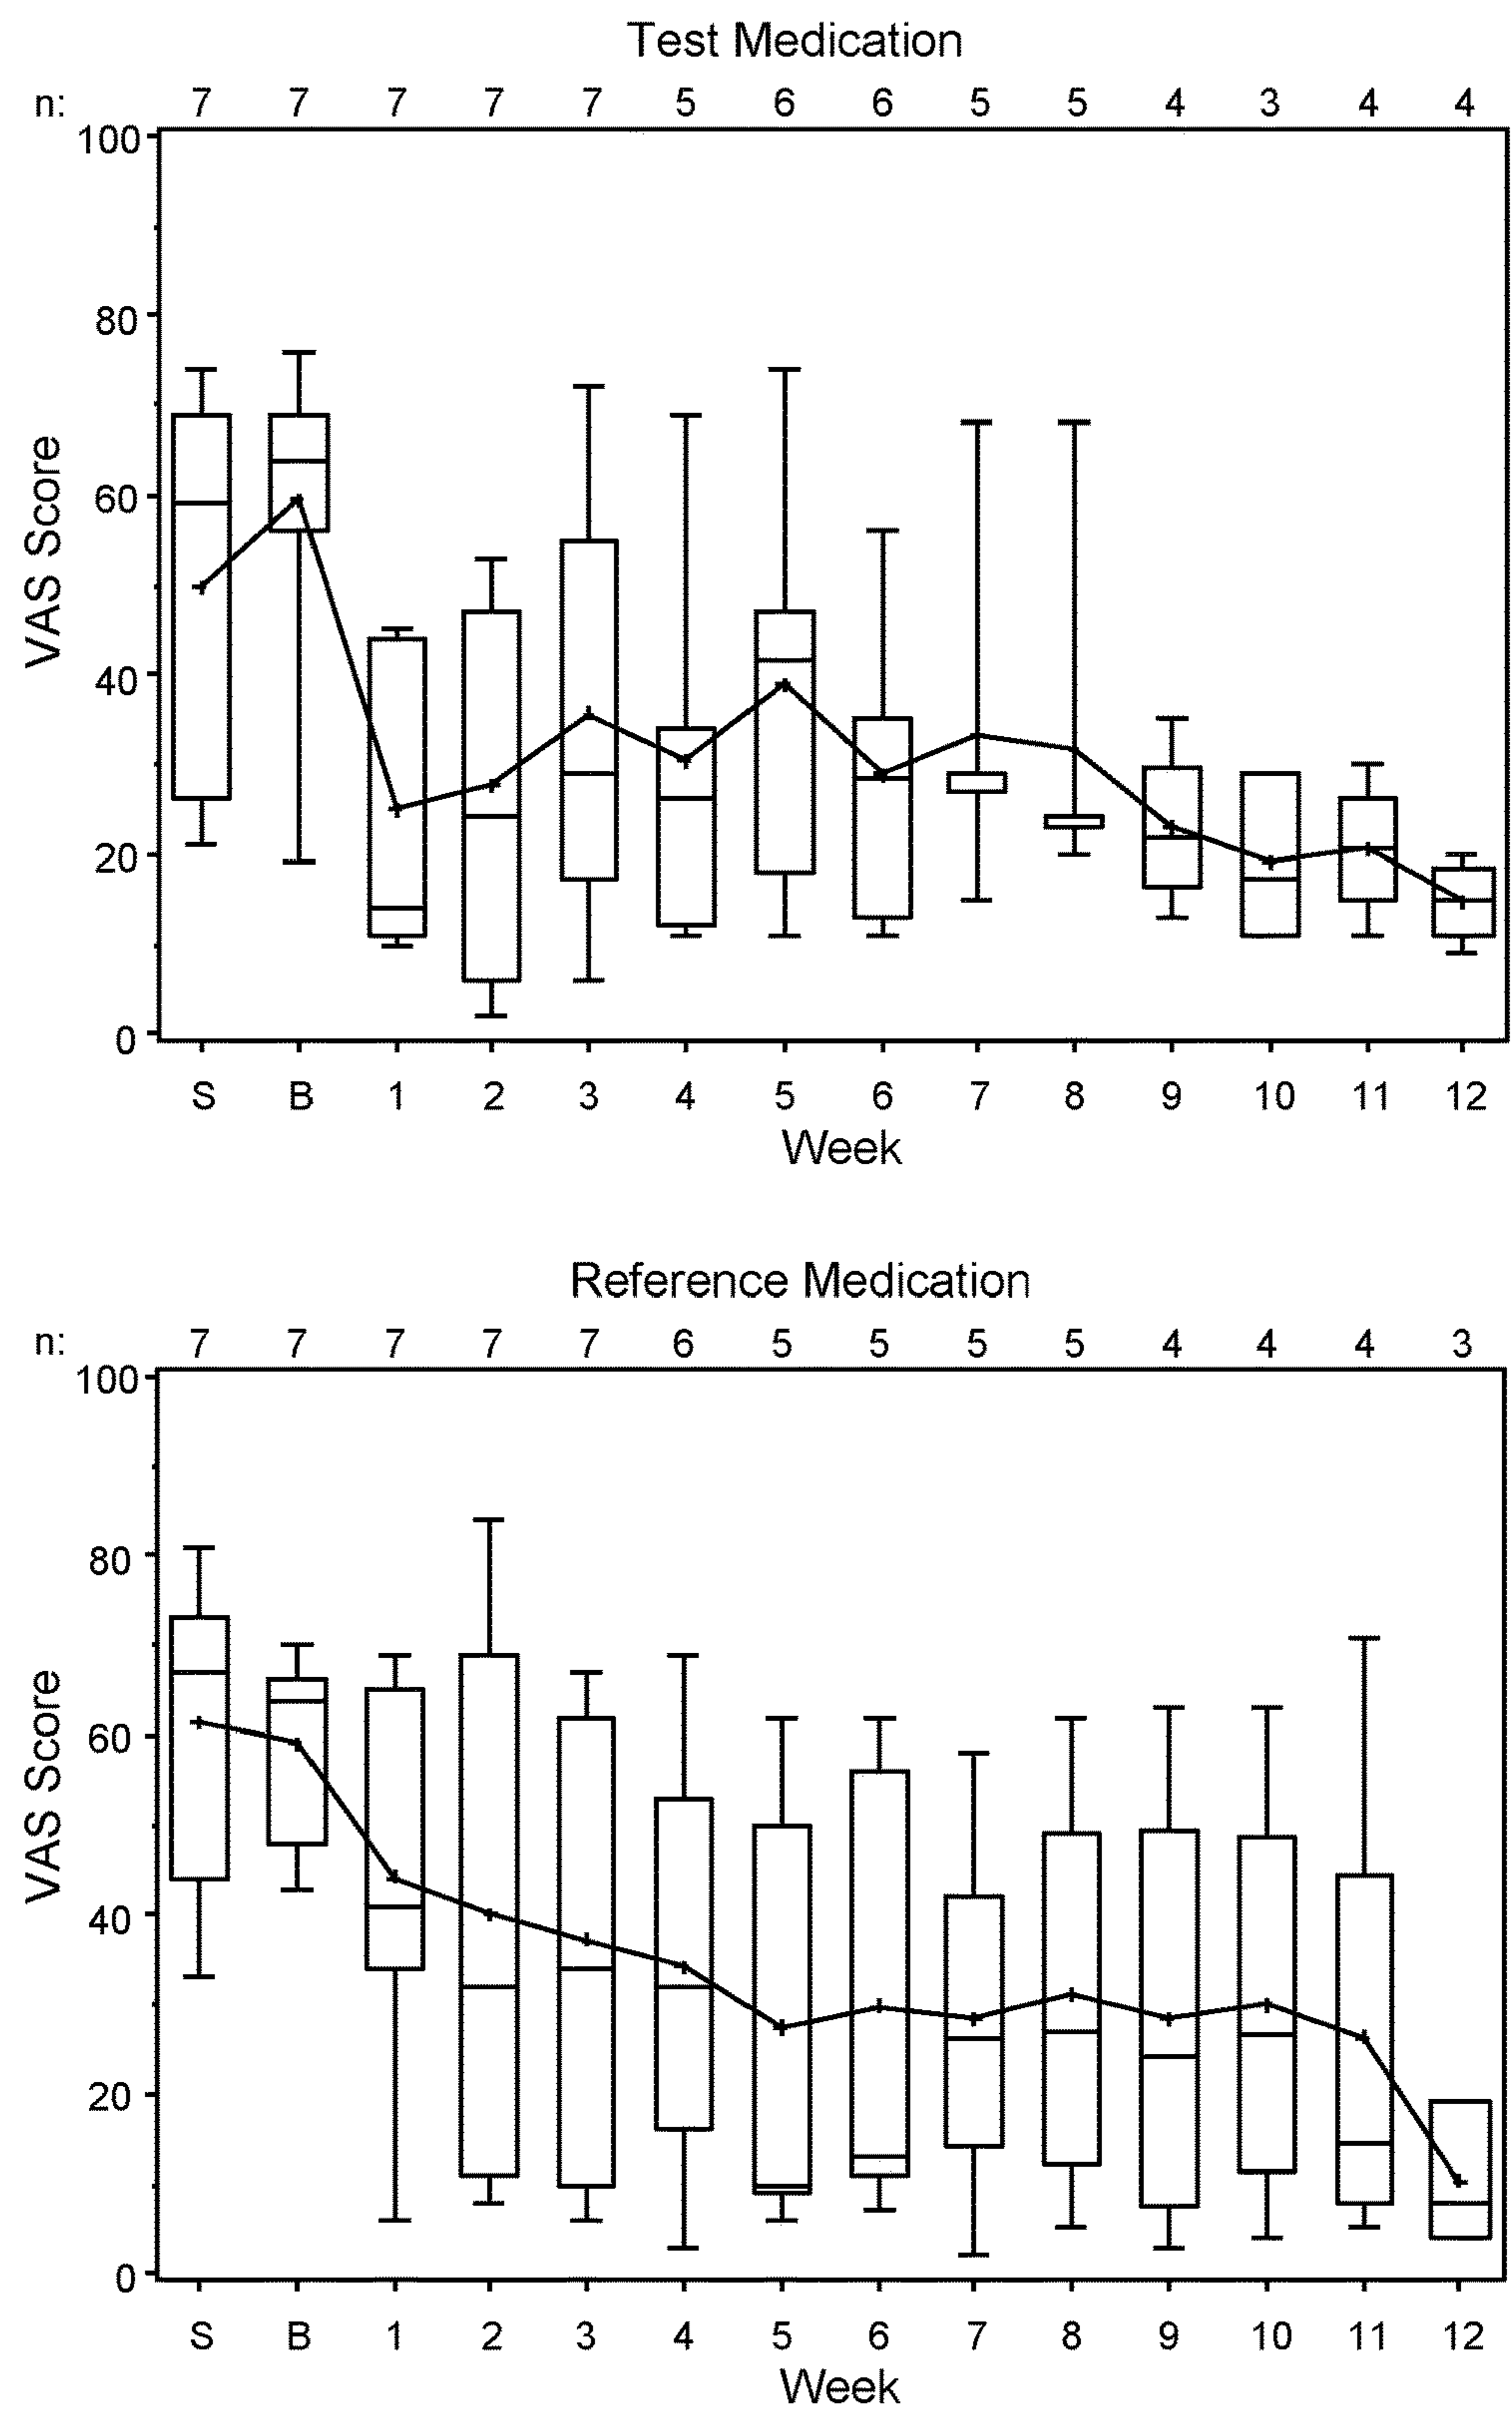 Test Medication
n: 7 7 7 7 7 5 6 6 5 5 4 3 4 4
100
80
60
40
20
0
VAS Score
S B 1 2 3 4 5 6 7 8 9 10 11 12
Week
Reference Medication
n: 7 7 7 7 7 6 5 5 5 5 4 4 4 3
100
80
60
40
20
0
VAS Score
S B 1 2 3 4 5 6 7 8 9 10 11 12
Week